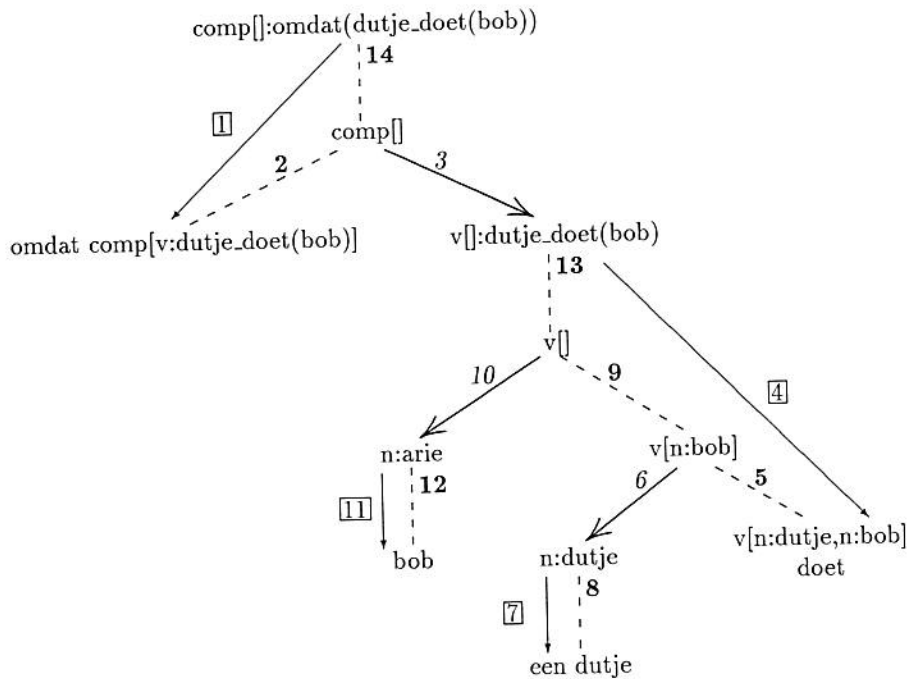 comp[]:omdat(dutje_doet(bob))
14
1
comp[]
2
3
omdat comp[v:dutje_doet(bob)]
v[]:dutje_doet(bob)
13
v[]
10
9
4
n:arie
v[n:bob]
12
6
5
11
bob
n:dutje
v[n:dutje,n:bob]
doet
8
7
een dutje